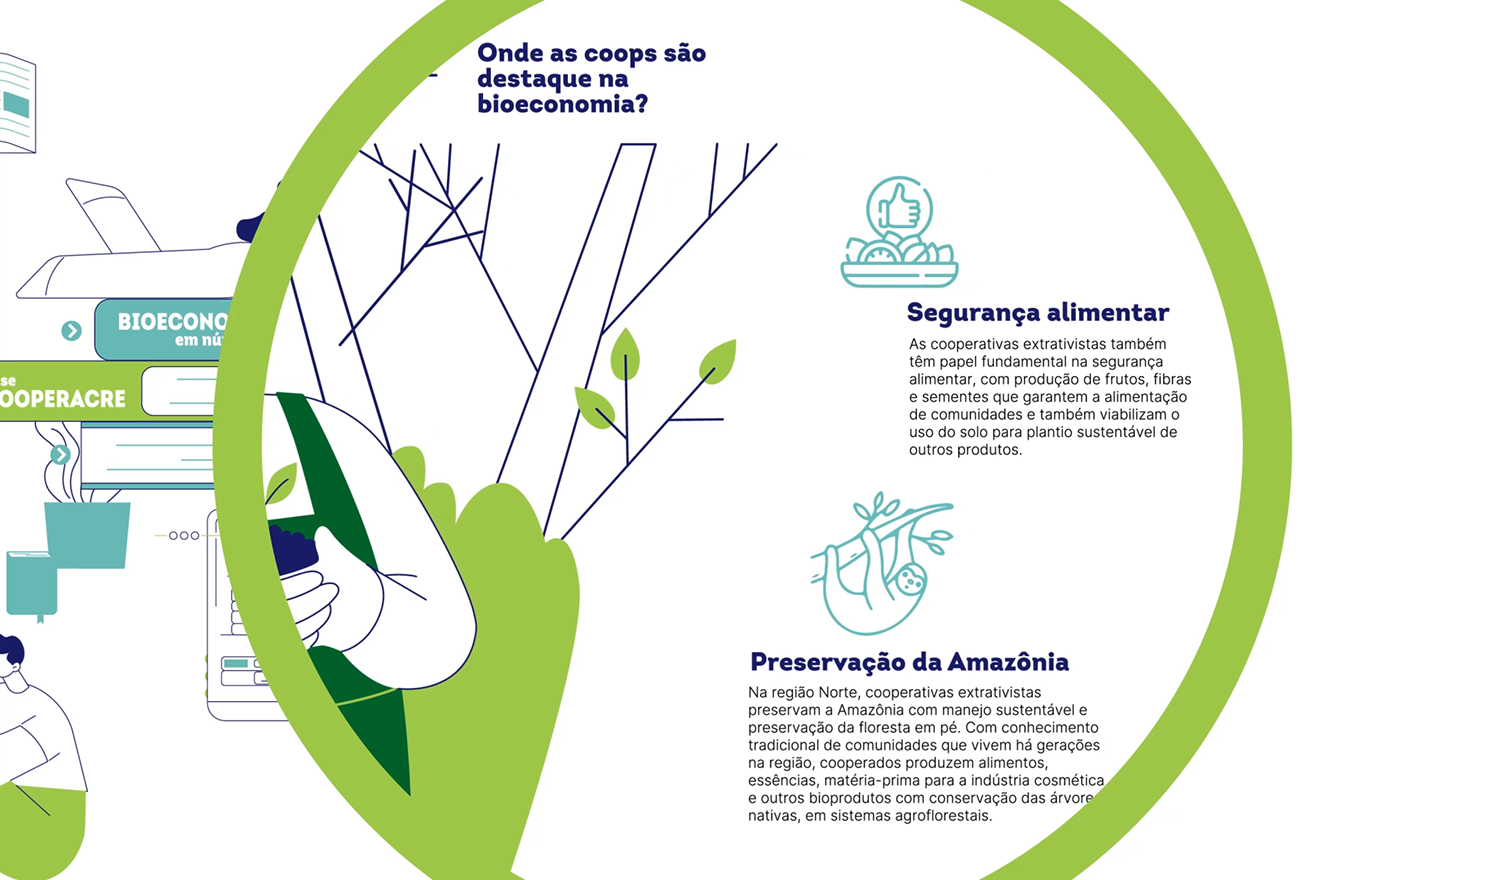 Onde as coops são
destaque na
bioeconomia?
Segurança alimentar
As cooperativas extrativistas também
têm papel fundamental na segurança
alimentar, com produção de frutos, fibras
e sementes que garantem a alimentação
de comunidades e também viabilizam o
uso do solo para plantio sustentável de
outros produtos.
Preservação da Amazônia
Na região Norte, cooperativas extrativistas
preservam a Amazônia com manejo sustentável e
preservação da floresta em pé. Com conhecimento
tradicional de comunidades que vivem há gerações
na região, cooperados produzem alimentos,
essências, matéria-prima para a indústria cosmética
e outros bioprodutos com conservação das árvore
nativas, em sistemas agroflorestais.
BIOECONO
em nú
se
OOPERACRE